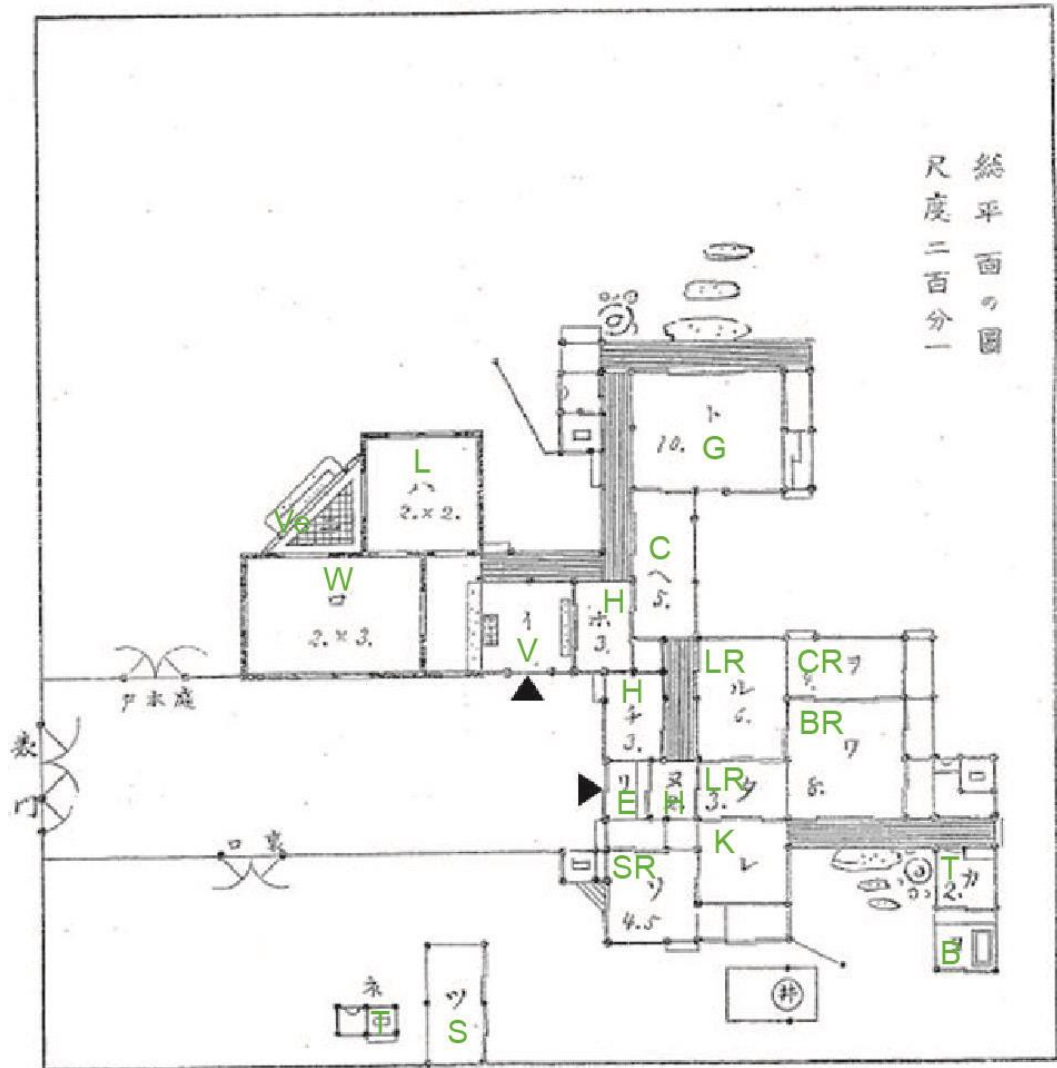 総平面の圖
尺度二百分一
ト
10.
G
L
ハ
2.×2.
Ve
W
ロ
2.×3.
C
ヘ
5.
イ
V
H
ホ
3.
LR
ル
6.
CR
ヲ
H
チ
3.
BR
ワ
8.
戸木庭
表
門
リ
E
ヌ
H
LR
タ
3.
K
レ
SR
ソ
4.5
口裏
T
カ
2.
B
ヨ
井
ネ
T
ツ
S